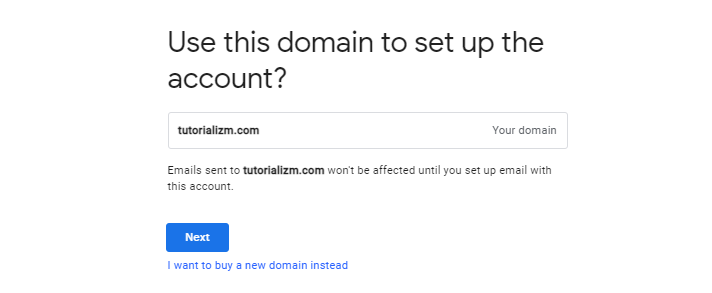 Use this domain to set up the
account?
tutorializm.com Your domain
Emails sent to tutorializm.com won't be affected until you set up email with
this account.
Next
I want to buy a new domain instead